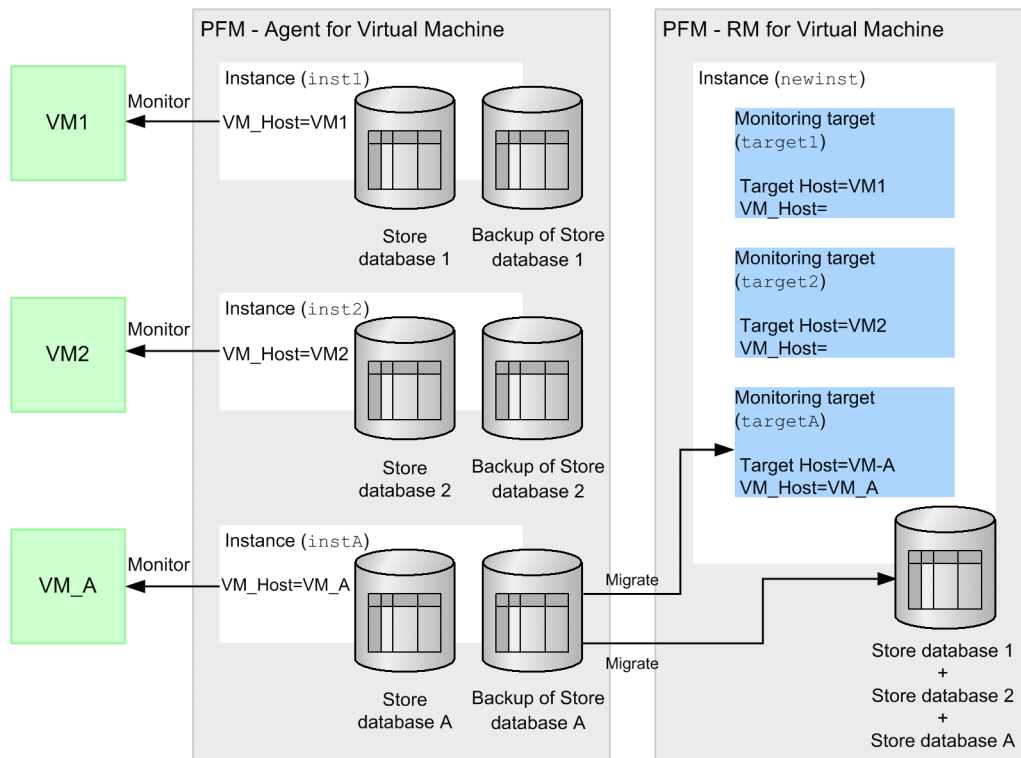 PFM - Agent for Virtual Machine
PFM - RM for Virtual Machine
VM1
Monitor
Instance (inst1)
VM_Host=VM1
Store
database 1
Backup of Store
database 1
VM2
Monitor
Instance (inst2)
VM_Host=VM2
Store
database 2
Backup of Store
database 2
VM_A
Monitor
Instance (instA)
VM_Host=VM_A
Store
database A
Backup of Store
database A
Migrate
Migrate
Instance (newinst)
Monitoring target
(target1)
Target Host=VM1
VM_Host=
Monitoring target
(target2)
Target Host=VM2
VM_Host=
Monitoring target
(targetA)
Target Host=VM-A
VM_Host=VM_A
Store database 1
+
Store database 2
+
Store database A